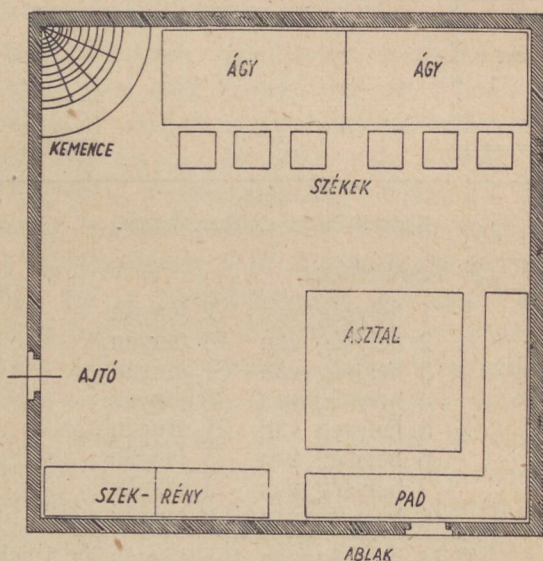 ÁGY ÁGY
KEMENCE
SZÉKEK
ASZTAL
AJTÓ
SZEK- RÉNY
PAD
ABLAK